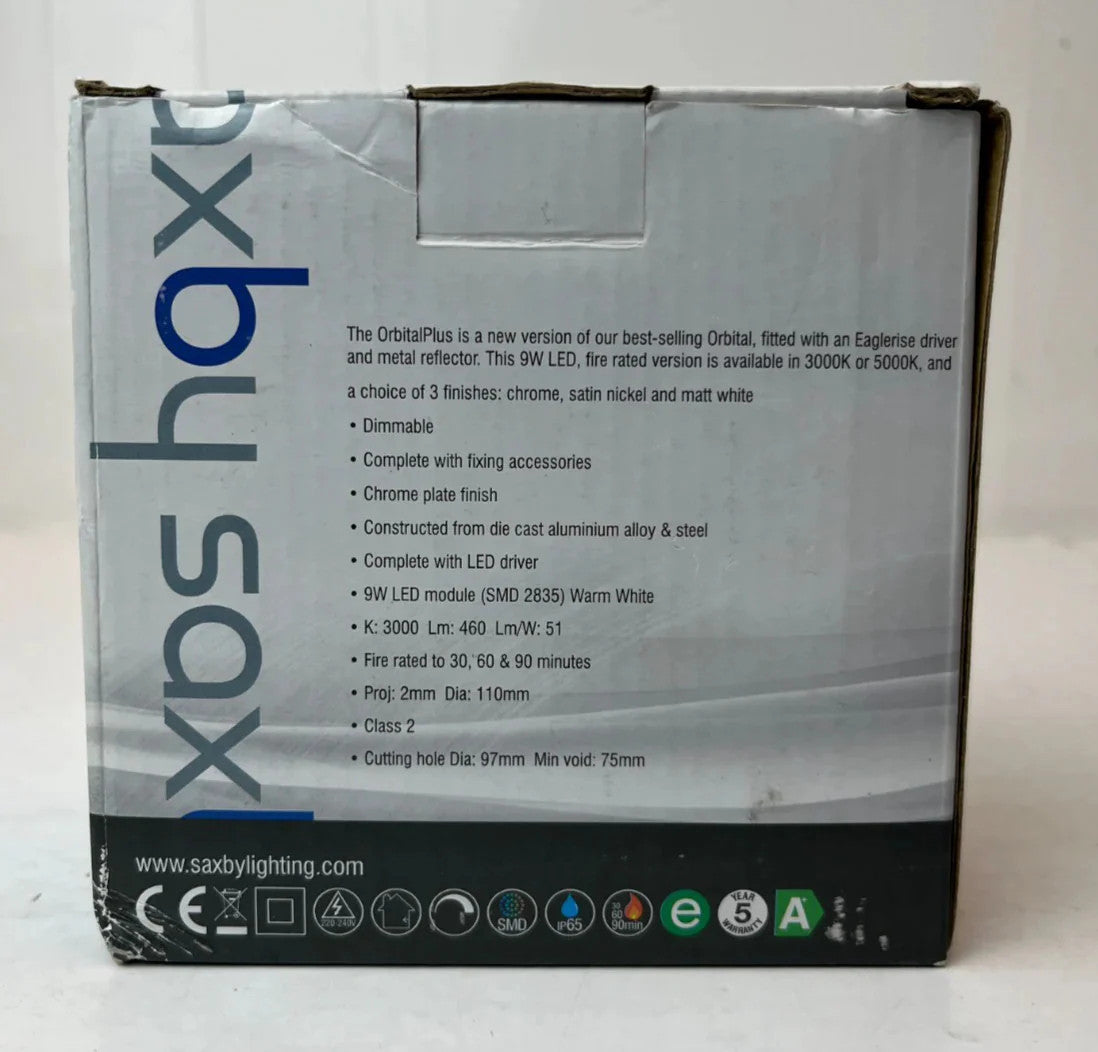 saxby sax
The OrbitalPlus is a new version of our best-selling Orbital, fitted with an Eaglerise driver
and metal reflector. This 9W LED, fire rated version is available in 3000K or 5000K, and
a choice of 3 finishes: chrome, satin nickel and matt white
• Dimmable
• Complete with fixing accessories
• Chrome plate finish
• Constructed from die cast aluminium alloy & steel
• Complete with LED driver
• 9W LED module (SMD 2835) Warm White
• K: 3000 Lm: 460 Lm/W: 51
• Fire rated to 30, 60 & 90 minutes
• Proj: 2mm Dia: 110mm
• Class 2
• Cutting hole Dia: 97mm Min void: 75mm
www.saxbylighting.com
CE
220-240V
SMD
IP65
30
60
90min
e
YEAR
5
WARRANTY
A